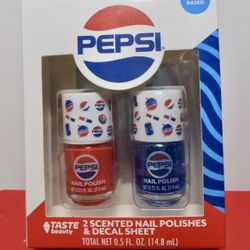 BASED
PEPSI
PEPSI
NAIL POLISH
PEPSI
NAIL POLISH
TASTE
beauty
2 SCENTED NAIL POLISHES
& DECAL SHEET
TOTAL NET 0.5 FL. OZ (14.8 mL)